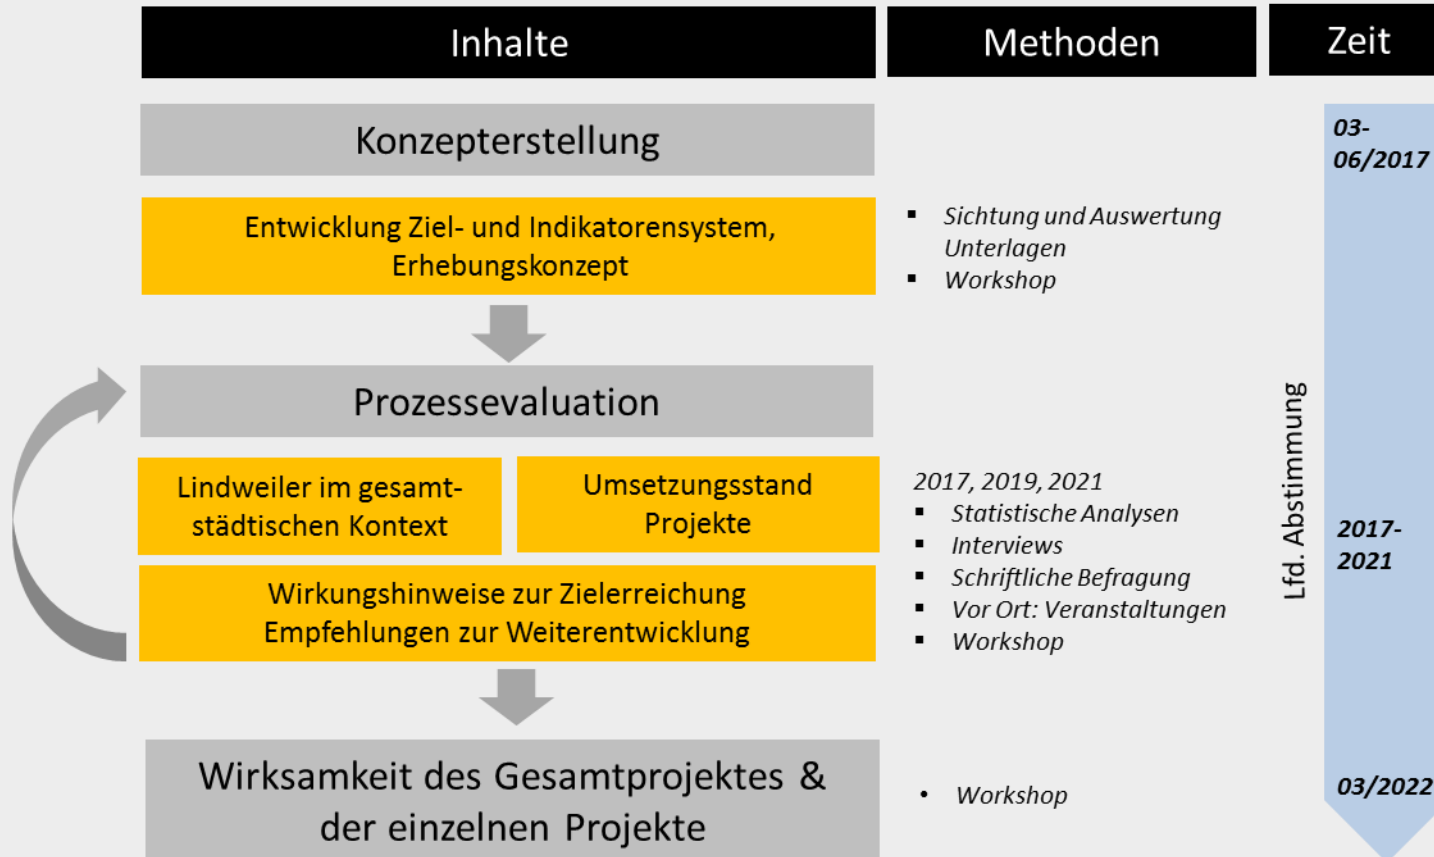 Inhalte
Methoden
Zeit
Konzepterstellung
03-
06/2017
Entwicklung Ziel- und Indikatorensystem,
Erhebungskonzept
▪ Sichtung und Auswertung
Unterlagen
▪ Workshop
Prozessevaluation
Lindweiler im gesamt-
städtischen Kontext
Umsetzungsstand
Projekte
Wirkungshinweise zur Zielerreichung
Empfehlungen zur Weiterentwicklung
2017, 2019, 2021
▪ Statistische Analysen
▪ Interviews
▪ Schriftliche Befragung
▪ Vor Ort: Veranstaltungen
▪ Workshop
Lfd. Abstimmung
2017-
2021
Wirksamkeit des Gesamtprojektes &
der einzelnen Projekte
• Workshop
03/2022